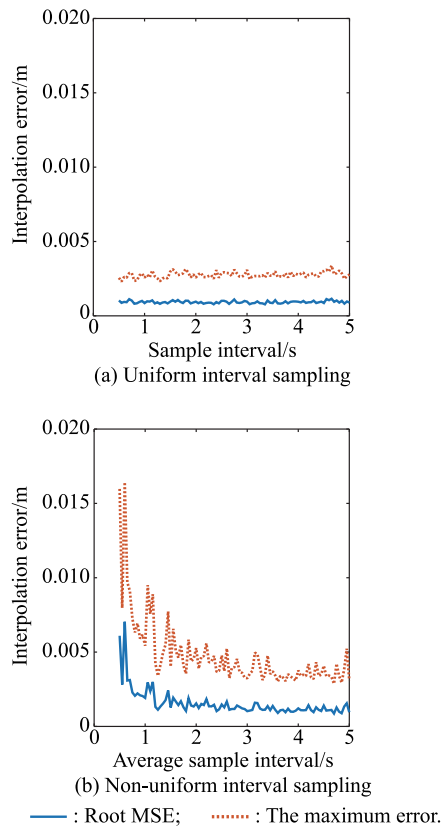 0.020
0.015
0.010
0.005
0
Interpolation error/m
0 1 2 3 4 5
Sample interval/s
(a) Uniform interval sampling
0.020
0.015
0.010
0.005
0
Interpolation error/m
0 1 2 3 4 5
Average sample interval/s
(b) Non-uniform interval sampling
: Root MSE; : The maximum error.